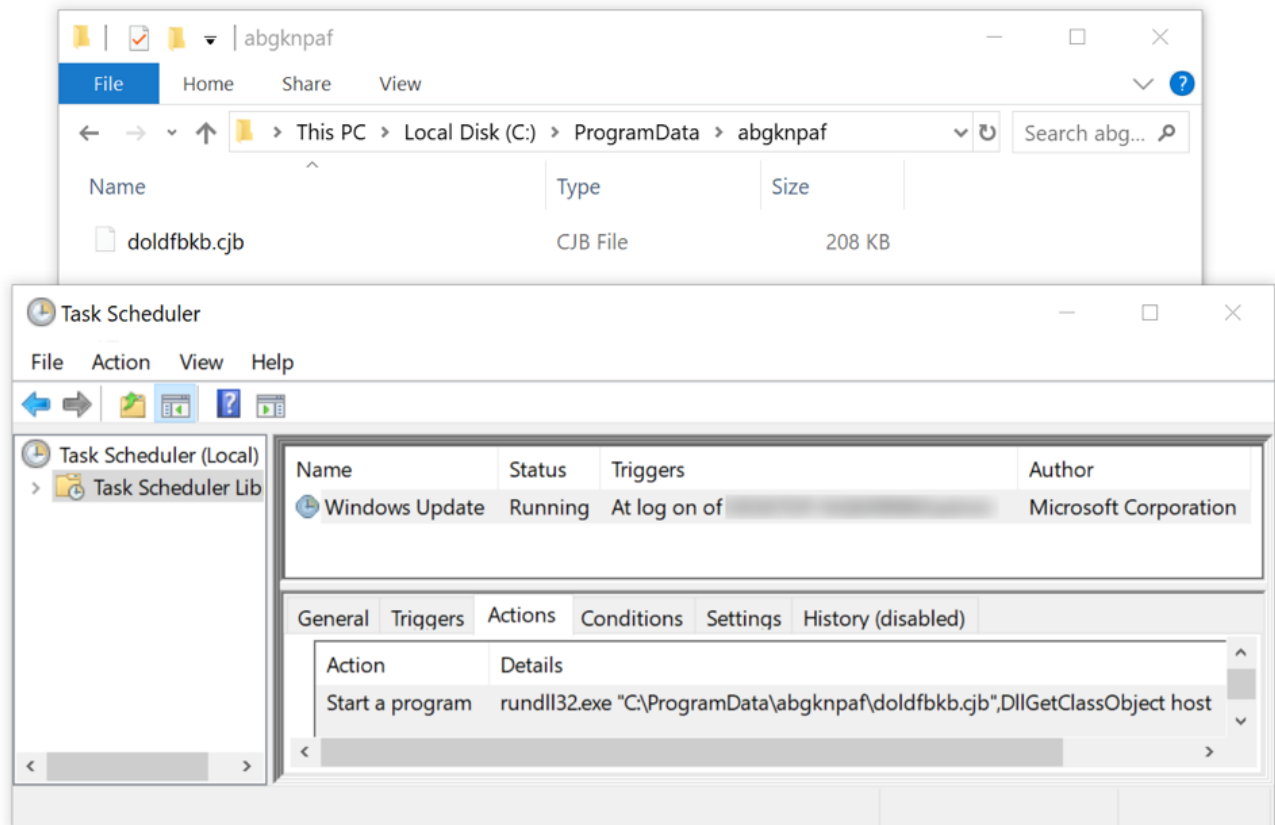 abgknpaf
File Home Share View
This PC > Local Disk (C:) > ProgramData > abgknpaf Search abg...
Name Type Size
doldfbkb.cjb CJB File 208 KB
Task Scheduler
File Action View Help
Task Scheduler (Local)
Task Scheduler Lib
Name Status Triggers Author
Windows Update Running At log on of Microsoft Corporation
General Triggers Actions Conditions Settings History (disabled)
Action Details
Start a program rundll32.exe "C:\ProgramData\abgknpaf\doldfbkb.cjb",DllGetClassObject host